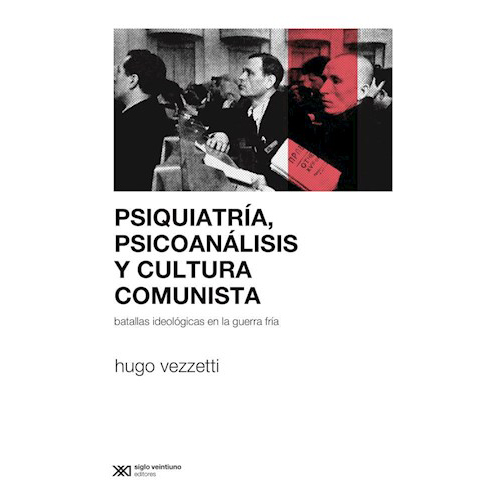 PSIQUIATRÍA,
PSICOANÁLISIS
Y CULTURA
COMUNISTA
batallas ideológicas en la guerra fría
hugo vezzetti
siglo veintiuno
editores